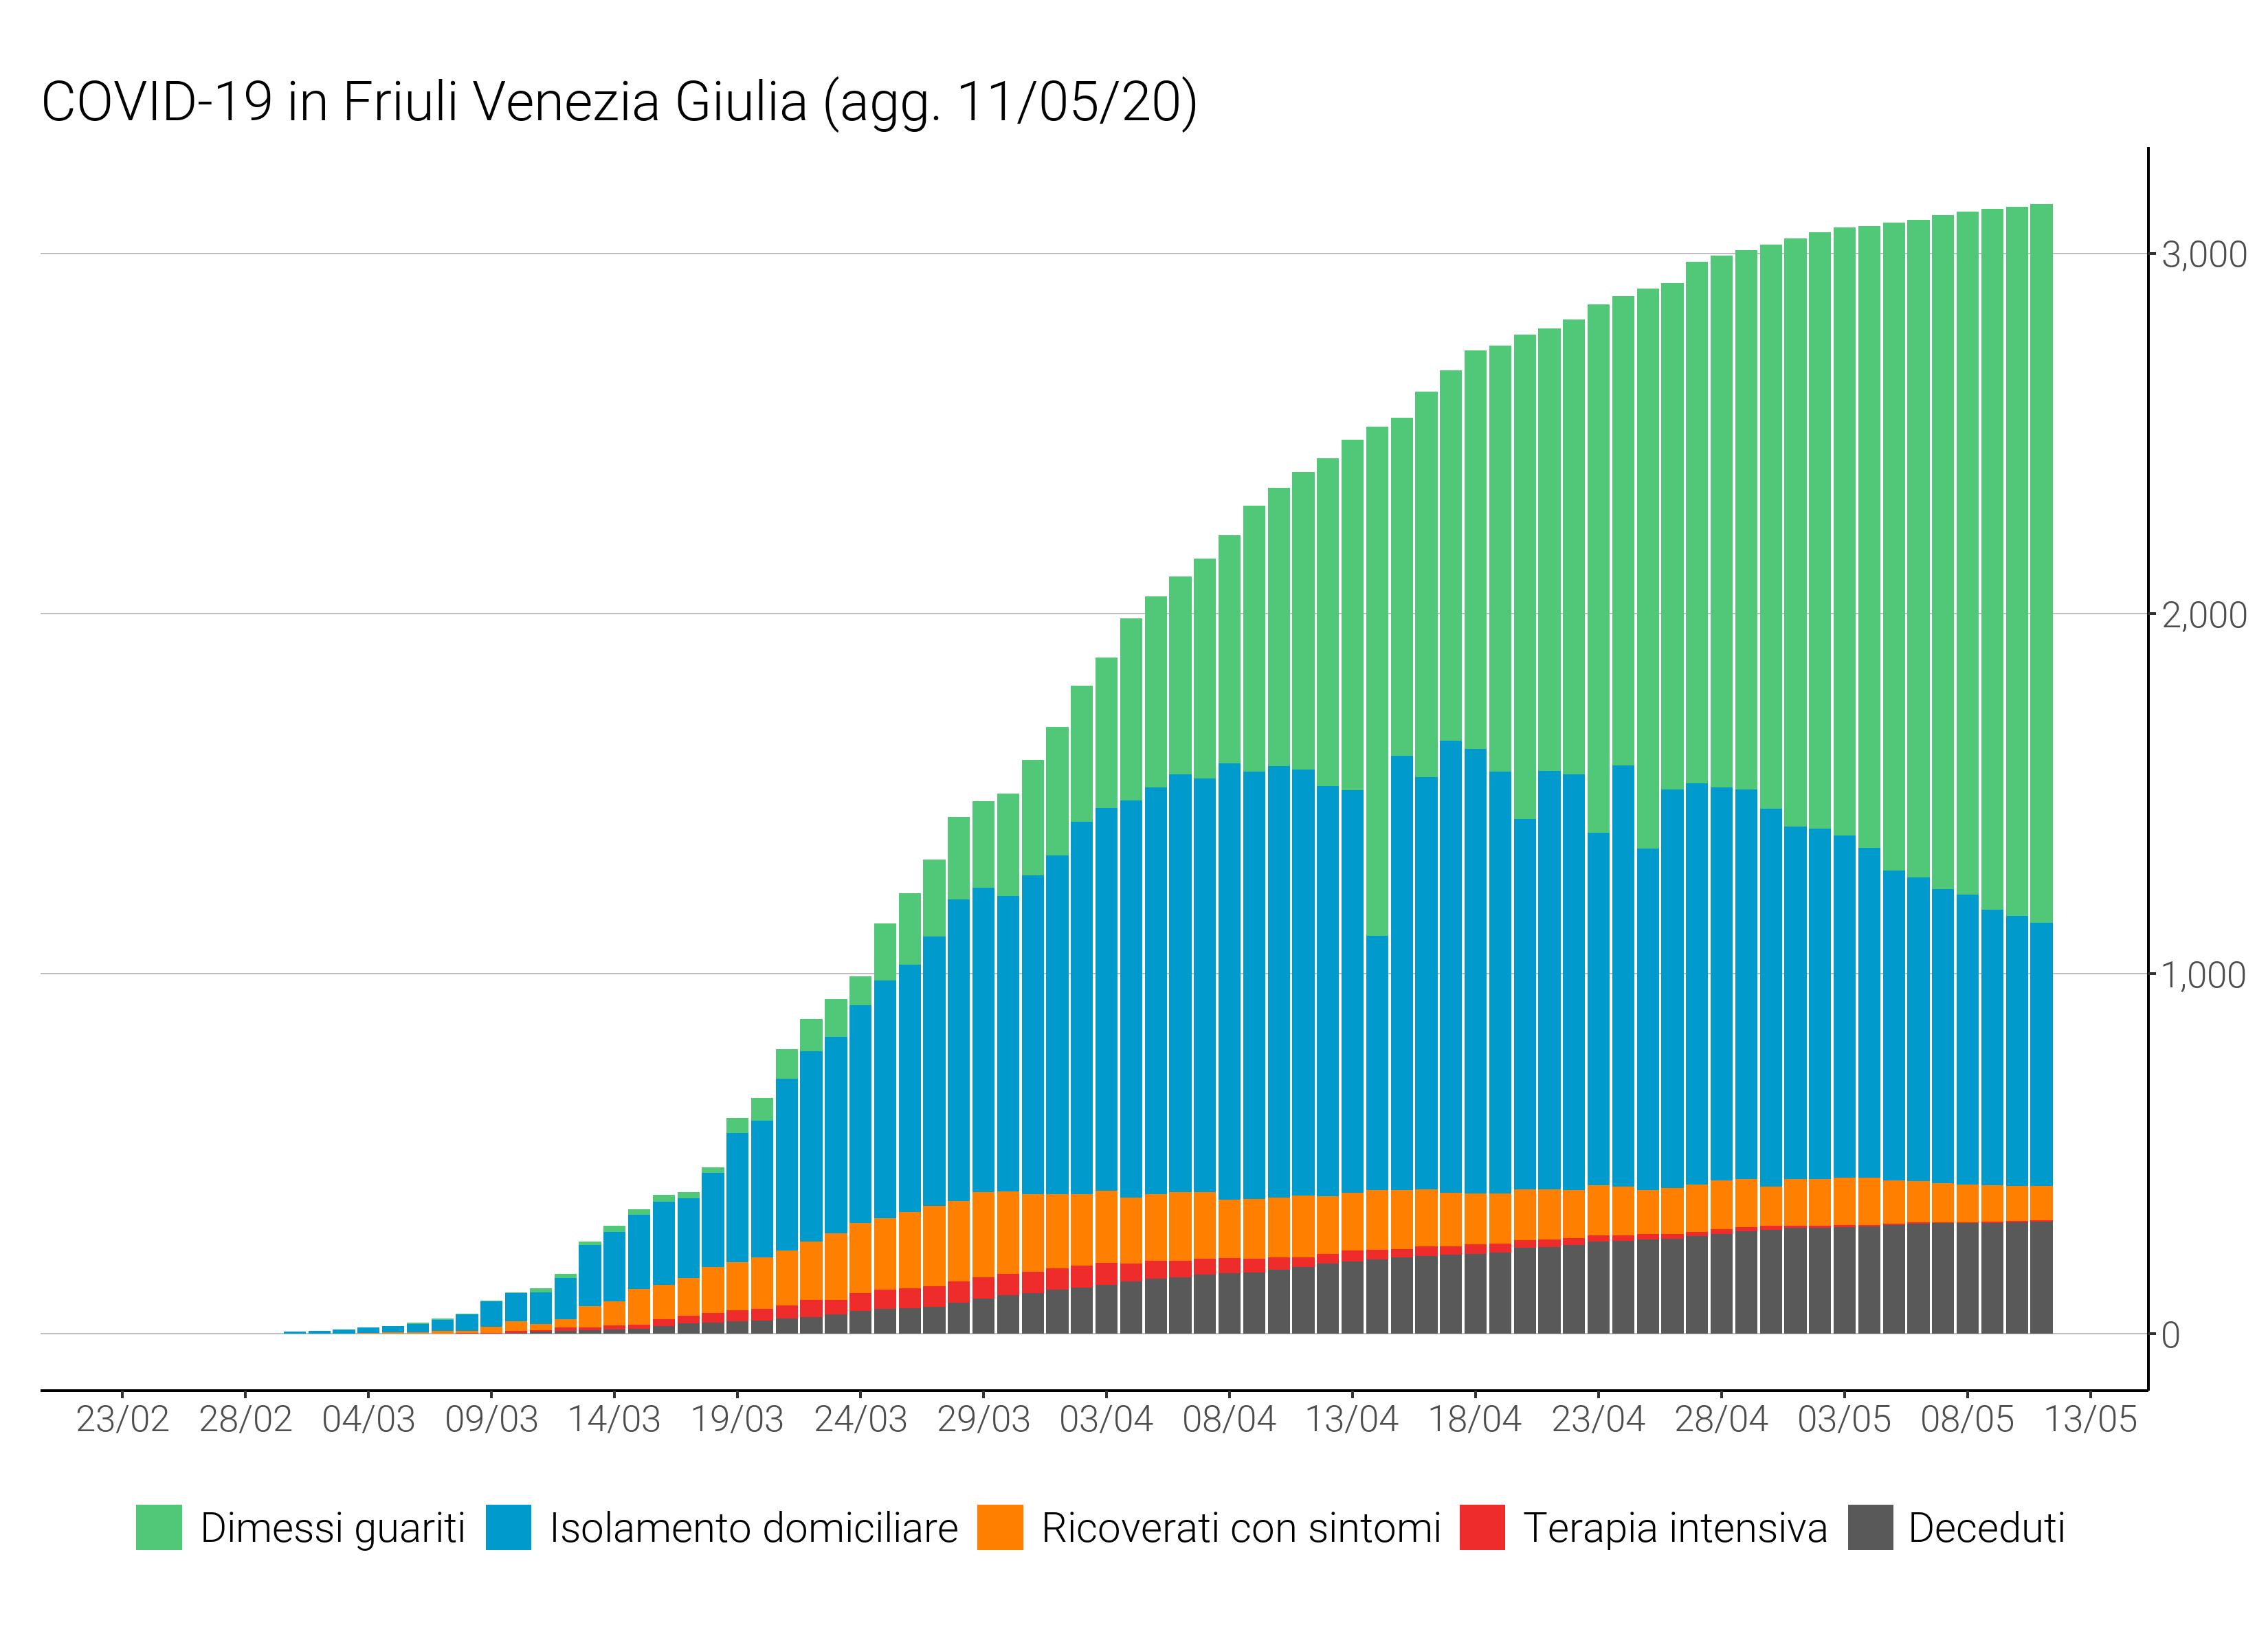 COVID-19 in Friuli Venezia Giulia (agg. 11/05/20)
3,000
2,000
1,000
0
23/02 28/02 04/03 09/03 14/03 19/03 24/03 29/03 03/04 08/04 13/04 18/04 23/04 28/04 03/05 08/05 13/05
Dimessi guariti Isolamento domiciliare Ricoverati con sintomi Terapia intensiva Deceduti